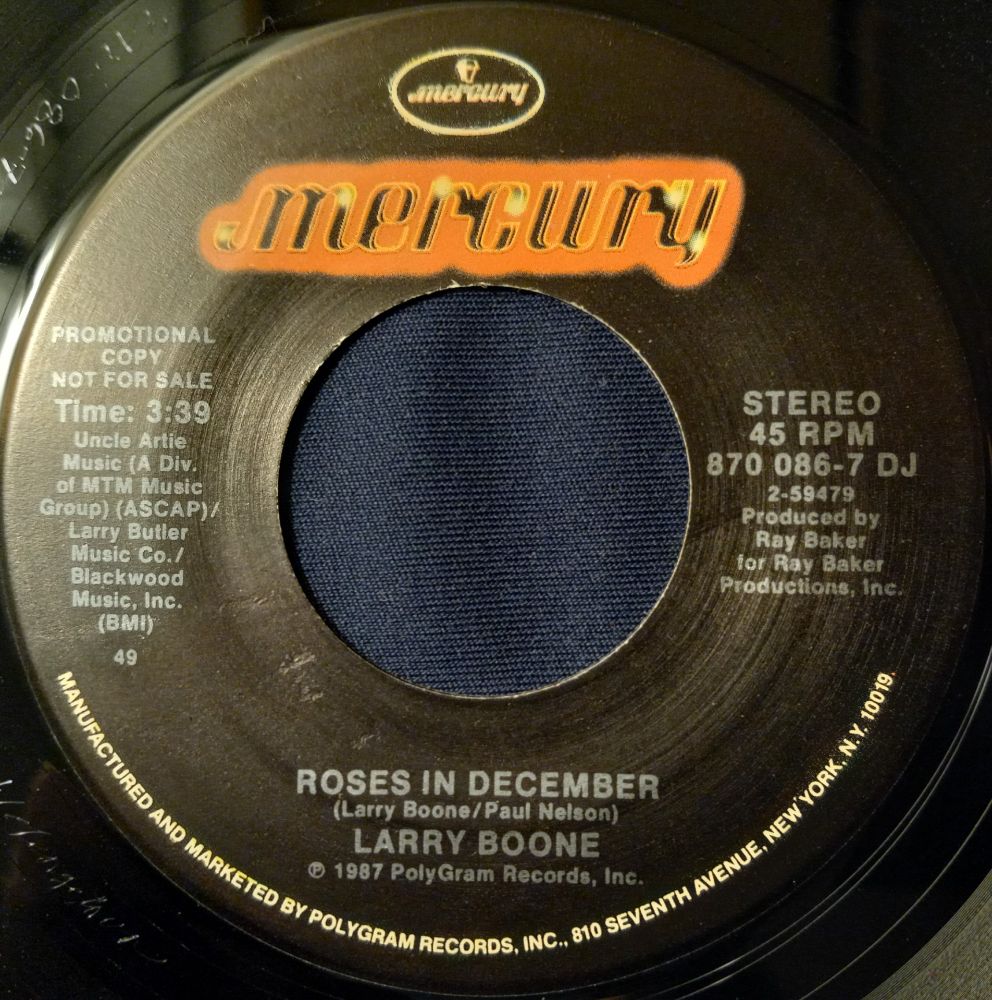 mercury
mercury
PROMOTIONAL
COPY
NOT FOR SALE
Time: 3:39
Uncle Artie
Music (A Div.
of MTM Music
Group) (ASCAP)/
Larry Butler
Music Co./
Blackwood
Music, Inc.
(BMI)
49
STEREO
45 RPM
870 086-7 DJ
2-59479
Produced by
Ray Baker
for Ray Baker
Productions, Inc.
ROSES IN DECEMBER
(Larry Boone/Paul Nelson)
LARRY BOONE
℗ 1987 PolyGram Records, Inc.
MANUFACTURED AND MARKETED BY POLYGRAM RECORDS, INC., 810 SEVENTH AVENUE, NEW YORK, N.Y. 10019.